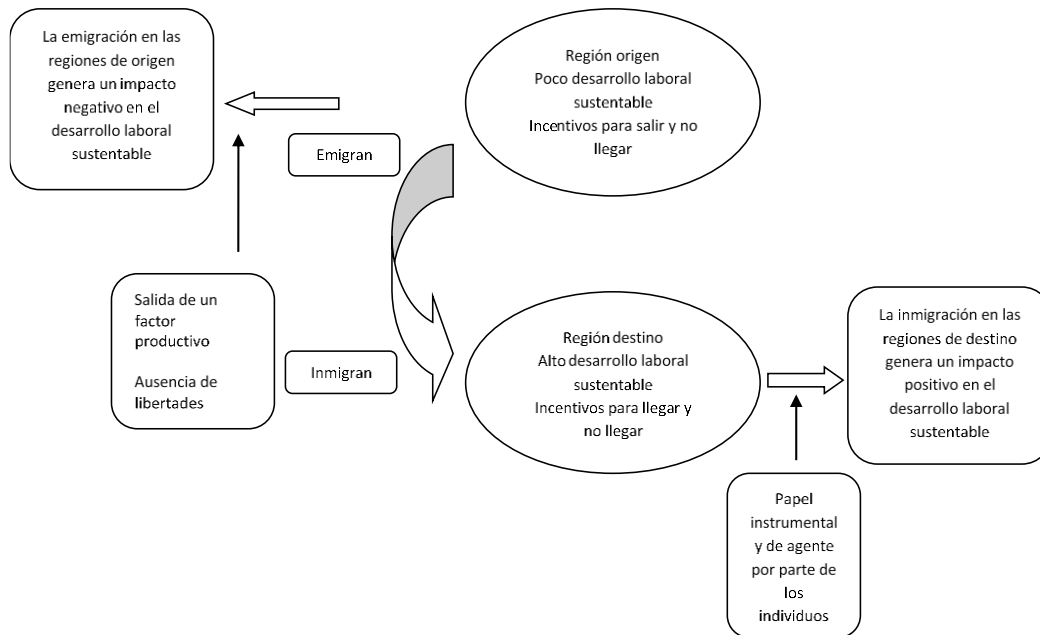 La emigración en las
regiones de origen
genera un impacto
negativo en el
desarrollo laboral
sustentable
Región origen
Poco desarrollo laboral
sustentable
Incentivos para salir y no
llegar
Emigran
Salida de un
factor
productivo
Ausencia de
libertades
Inmigran
Región destino
Alto desarrollo laboral
sustentable
Incentivos para llegar y
no llegar
La inmigración en las
regiones de destino
genera un impacto
positivo en el
desarrollo laboral
sustentable
Papel
instrumental
y de agente
por parte de
los
individuos